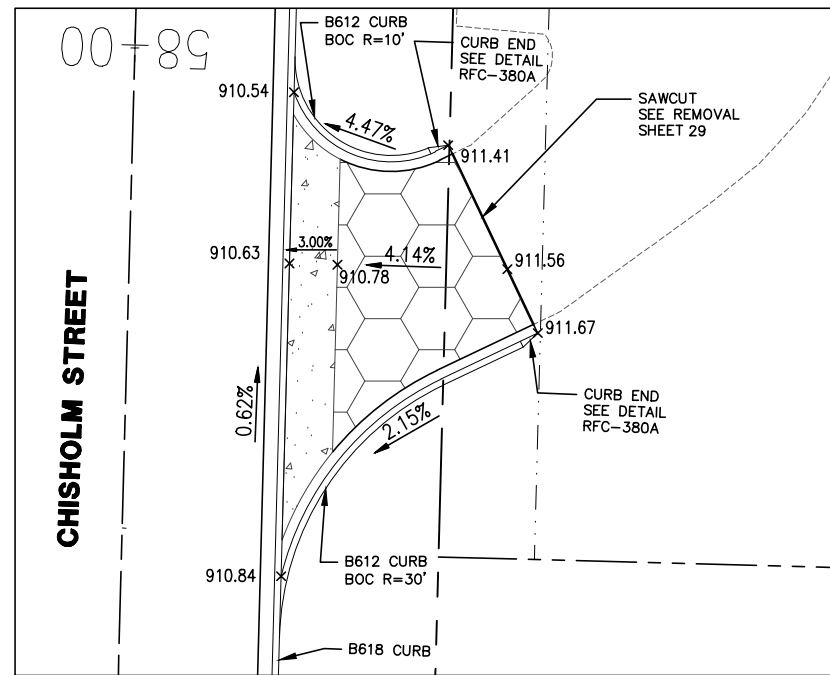 58+00
B612 CURB
BOC R=10'
CURB END
SEE DETAIL
RFC-380A
SAWCUT
SEE REMOVAL
SHEET 29
910.54
4.47%
911.41
910.63
3.00%
910.78
4.14%
911.56
911.67
CHISHOLM STREET
0.62%
2.15%
CURB END
SEE DETAIL
RFC-380A
910.84
B612 CURB
BOC R=30'
B618 CURB